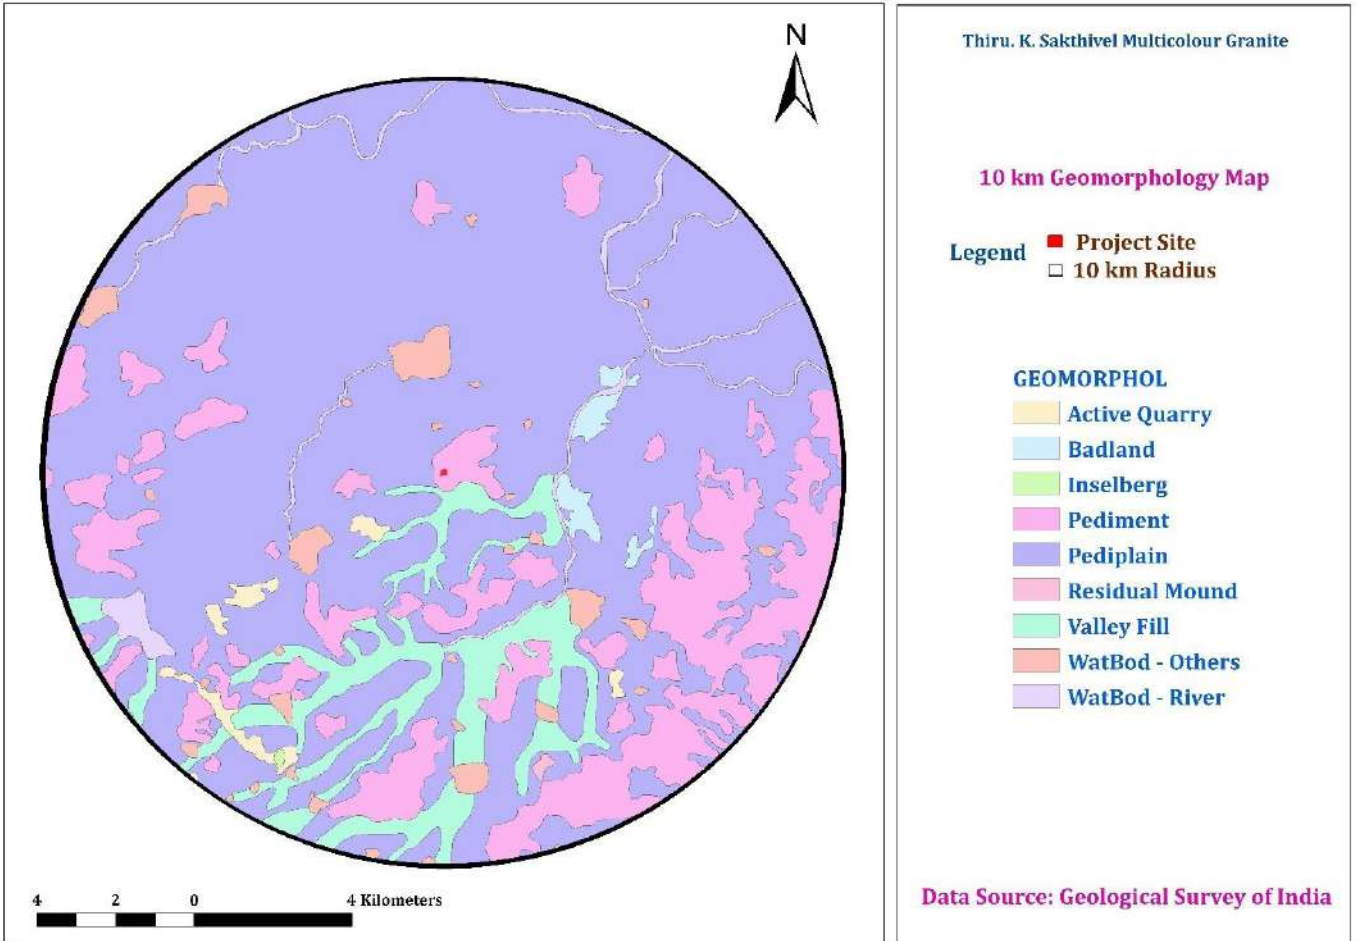 N
4 2 0 4 Kilometers
Thiru. K. Sakthivel Multicolour Granite
10 km Geomorphology Map
Legend
Project Site
10 km Radius
GEOMORPHOL
Active Quarry
Badland
Inselberg
Pediment
Pediplain
Residual Mound
Valley Fill
WatBod - Others
WatBod - River
Data Source: Geological Survey of India